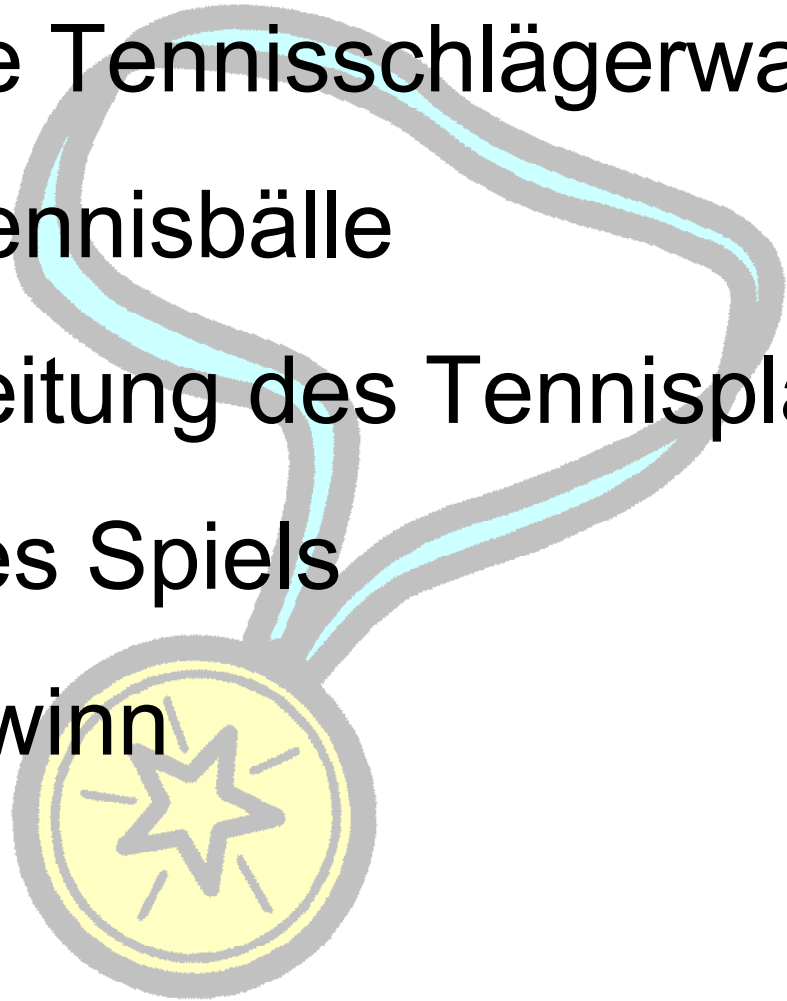 e Tennisschlägerwa
ennisbälle
eitung des Tennispla
es Spiels
winn